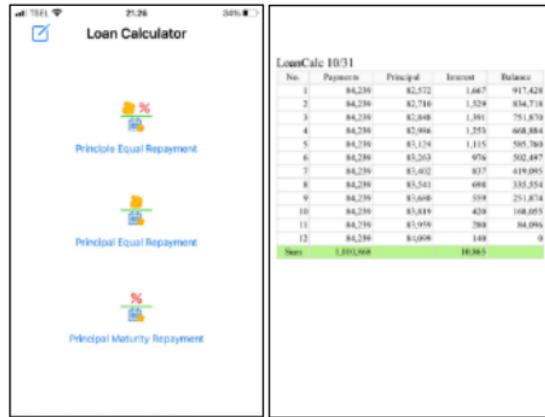 TSEL 21.26 34%
Loan Calculator
Principle Equal Repayment
Principal Equal Repayment
Principal Maturity Repayment
LoanCalc 10/31
No. Payments Principal Interest Balance
1 84,239 82,572 1,667 917,428
2 84,239 82,710 1,529 834,718
3 84,239 82,848 1,391 751,870
4 84,239 82,986 1,253 668,884
5 84,239 83,124 1,115 585,760
6 84,239 83,263 976 502,497
7 84,239 83,402 837 419,095
8 84,239 83,541 698 335,554
9 84,239 83,680 559 251,874
10 84,239 83,819 420 168,055
11 84,239 83,959 280 84,096
12 84,239 84,099 140 0
Sum 1,010,868 10,865